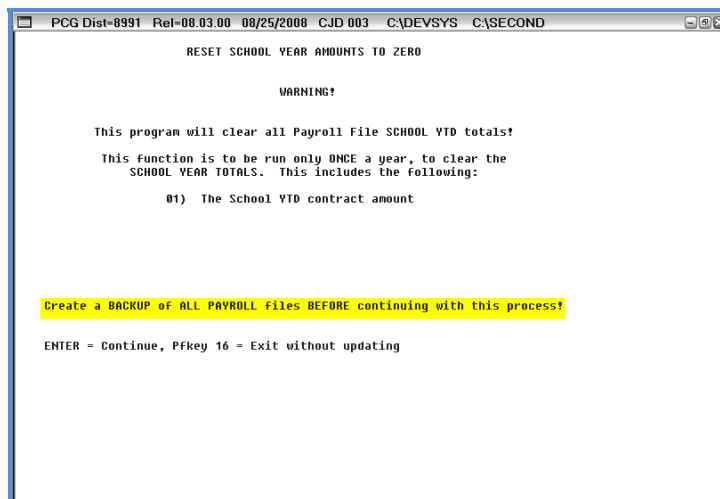 PCG Dist=8991 Rel=08.03.00 08/25/2008 CJD 003 C:\DEVSYS C:\SECOND
RESET SCHOOL YEAR AMOUNTS TO ZERO
WARNING!
This program will clear all Payroll File SCHOOL YTD totals!
This function is to be run only ONCE a year, to clear the
SCHOOL YEAR TOTALS. This includes the following:
01) The School YTD contract amount
Create a BACKUP of ALL PAYROLL files BEFORE continuing with this process!
ENTER = Continue, PFkey 16 = Exit without updating